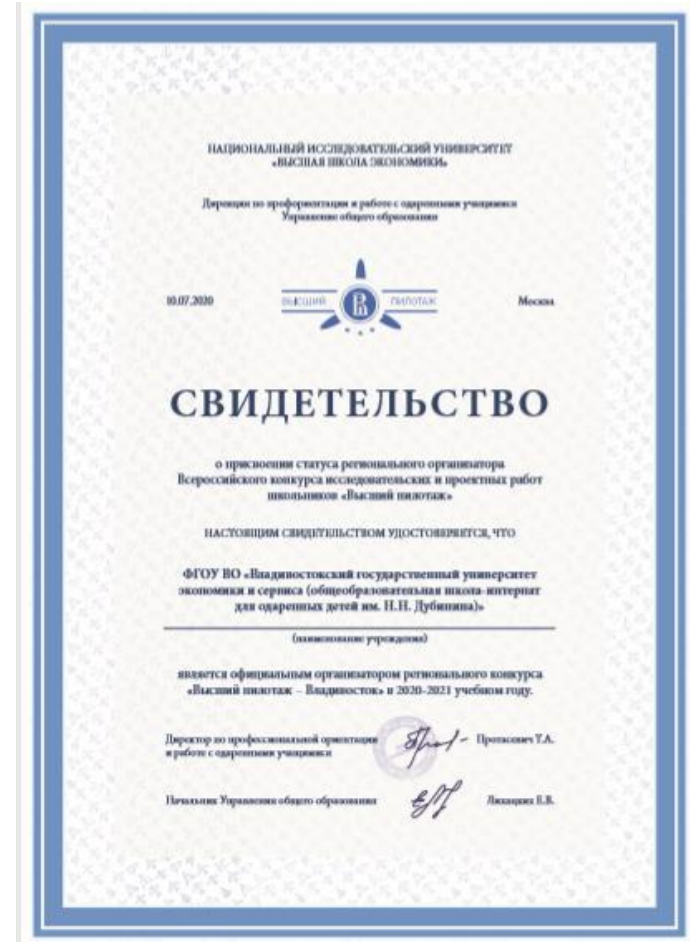 НАЦИОНАЛЬНЫЙ ИССЛЕДОВАТЕЛЬСКИЙ УНИВЕРСИТЕТ
«ВЫСШАЯ ШКОЛА ЭКОНОМИКИ»
Дирекция по профориентации и работе с одаренными учащимися
Управление общего образования
10.07.2020
ВЫСШИЙ ПИЛОТАЖ
Москва
СВИДЕТЕЛЬСТВО
о присвоении статуса регионального организатора
Всероссийского конкурса исследовательских и проектных работ
школьников «Высший пилотаж»
НАСТОЯЩИМ СВИДЕТЕЛЬСТВОМ УДОСТОВЕРЯЕТСЯ, ЧТО
ФГОУ ВО «Владивостокский государственный университет
экономики и сервиса (общеобразовательная школа-интернат
для одаренных детей им. Н.Н. Дубинина)»
(наименование учреждения)
является официальным организатором регионального конкурса
«Высший пилотаж – Владивосток» в 2020-2021 учебном году.
Директор по профессиональной ориентации
и работе с одаренными учащимися
Протасевич Т.А.
Начальник Управления общего образования
Е.В.